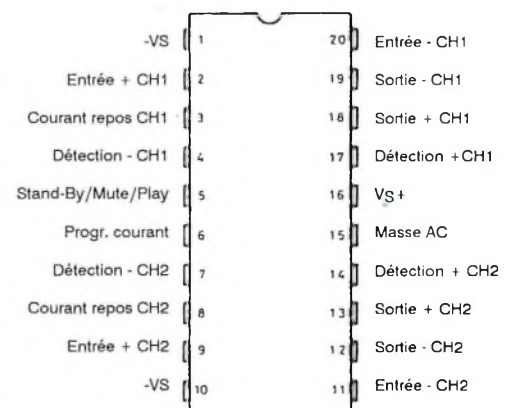 -VS 1 20 Entrée - CH1
Entrée + CH1 2 19 Sortie - CH1
Courant repos CH1 3 18 Sortie + CH1
Détection - CH1 4 17 Détection +CH1
Stand-By/Mute/Play 5 16 VS+
Progr. courant 6 15 Masse AC
Détection - CH2 7 14 Détection + CH2
Courant repos CH2 8 13 Sortie + CH2
Entrée + CH2 9 12 Sortie - CH2
-VS 10 11 Entrée - CH2